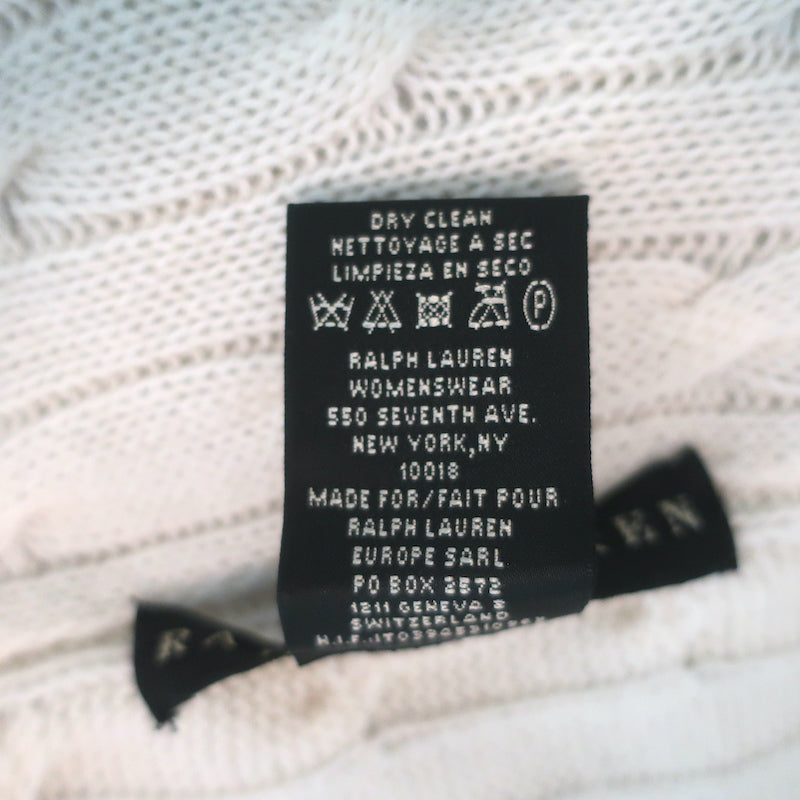 DRY CLEAN
NETTOYAGE A SEC
LIMPIEZA EN SECO
P
RALPH LAUREN
WOMENSWEAR
550 SEVENTH AVE.
NEW YORK,NY
10018
MADE FOR/FAIT POUR
RALPH LAUREN
EUROPE SARL
PO BOX 2572
1211 GENEVA 2
SWITZERLAND